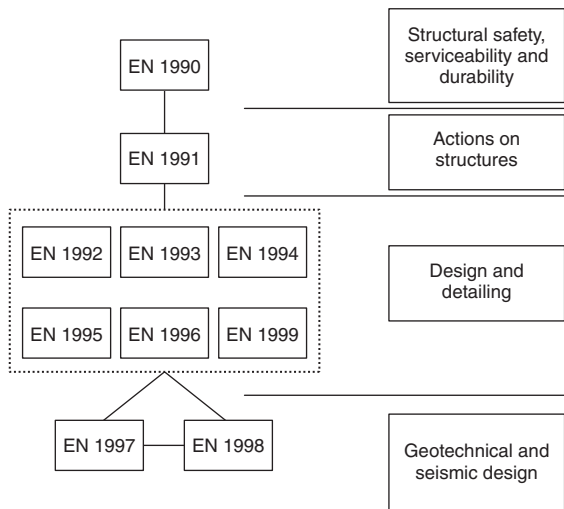 EN 1990
Structural safety,
serviceability and
durability
EN 1991
Actions on
structures
EN 1992
EN 1993
EN 1994
Design and
detailing
EN 1995
EN 1996
EN 1999
EN 1997
EN 1998
Geotechnical and
seismic design